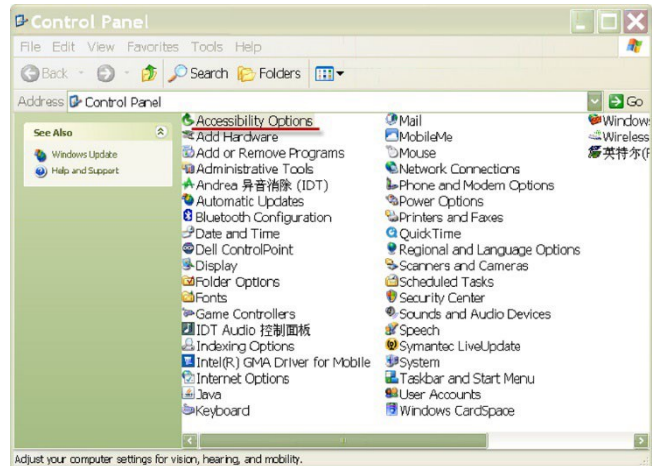 Control Panel
File Edit View Favorites Tools Help
Back Search Folders
Address Control Panel Go
See Also
Windows Update
Help and Support
Accessibility Options
Add Hardware
Add or Remove Programs
Administrative Tools
Andrea 异音消除 (IDT)
Automatic Updates
Bluetooth Configuration
Date and Time
Dell ControlPoint
Display
Folder Options
Fonts
Game Controllers
IDT Audio 控制面板
Indexing Options
Intel(R) GMA Driver for Mobile
Internet Options
Java
Keyboard
Mail
MobileMe
Mouse
Network Connections
Phone and Modem Options
Power Options
Printers and Faxes
QuickTime
Regional and Language Options
Scanners and Cameras
Scheduled Tasks
Security Center
Sounds and Audio Devices
Speech
Symantec LiveUpdate
System
Taskbar and Start Menu
User Accounts
Windows CardSpace
Window
Wireless
英特尔(
Adjust your computer settings for vision, hearing, and mobility.